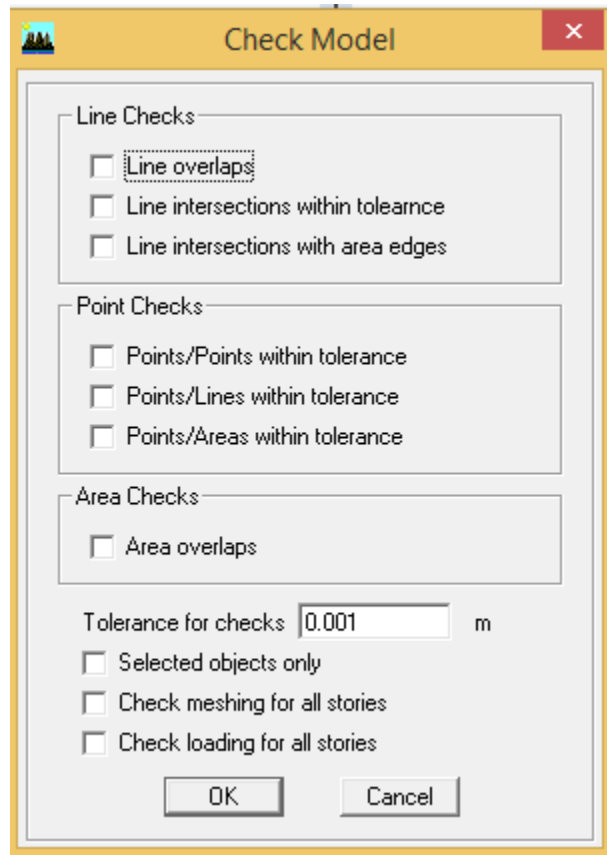 Check Model
Line Checks
Line overlaps
Line intersections within tolearnce
Line intersections with area edges
Point Checks
Points/Points within tolerance
Points/Lines within tolerance
Points/Areas within tolerance
Area Checks
Area overlaps
Tolerance for checks 0.001 m
Selected objects only
Check meshing for all stories
Check loading for all stories
OK Cancel